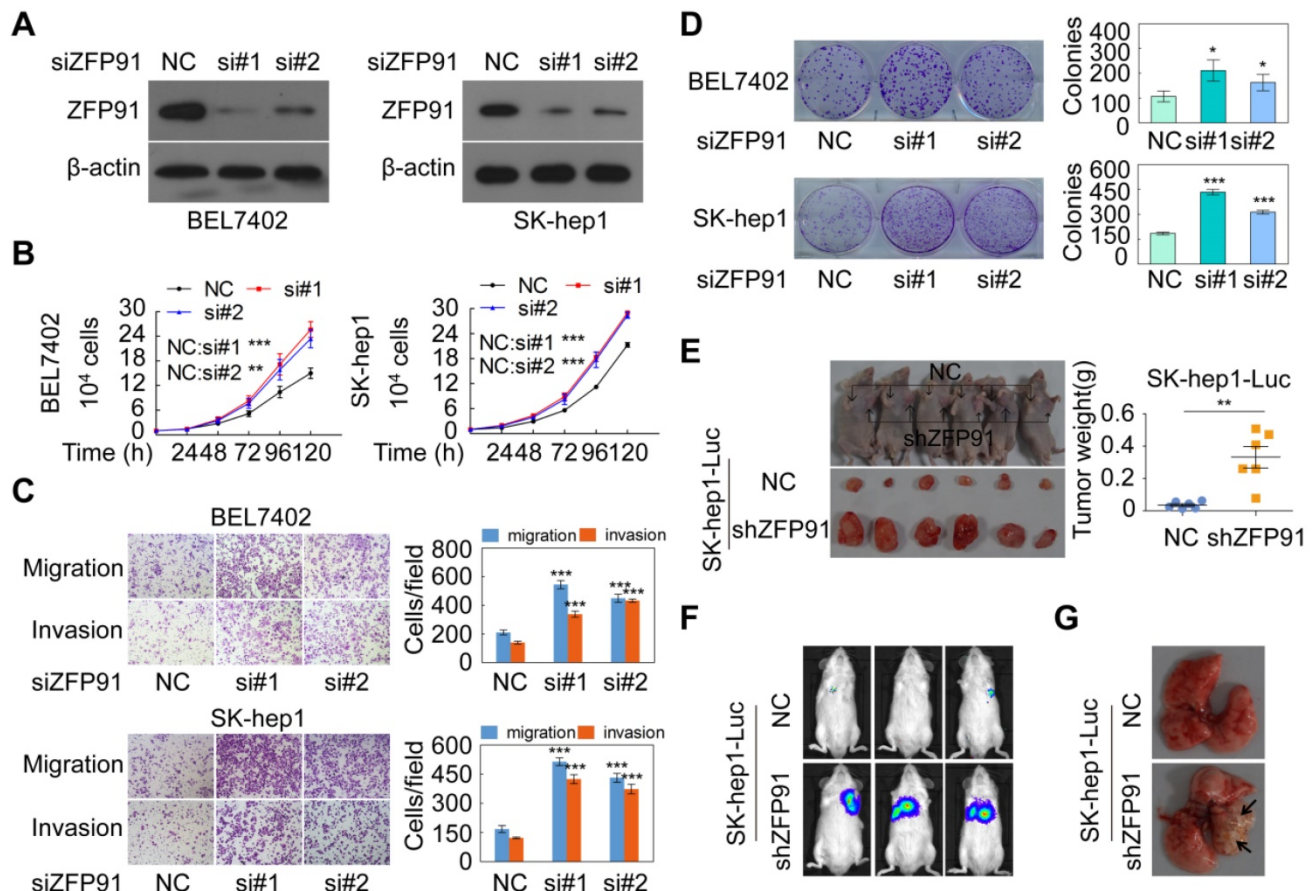 A
siZFP91 NC si#1 si#2
ZFP91
β-actin
BEL7402
siZFP91 NC si#1 si#2
ZFP91
β-actin
SK-hep1
B
NC si#1
si#2
BEL7402
10⁴ cells
30
24
18
12
6
0
NC:si#1 ***
NC:si#2 **
Time (h) 24 48 72 96 120
NC si#1
si#2
SK-hep1
10⁴ cells
30
24
18
12
6
0
NC:si#1 ***
NC:si#2 ***
Time (h) 24 48 72 96 120
C
BEL7402
Migration
Invasion
siZFP91 NC si#1 si#2
migration invasion
Cells/field
800
600
400
200
0
*** *** *** ***
NC si#1 si#2
SK-hep1
Migration
Invasion
siZFP91 NC si#1 si#2
migration invasion
Cells/field
600
450
300
150
0
*** *** *** ***
NC si#1 si#2
D
BEL7402
siZFP91 NC si#1 si#2
Colonies
400
300
200
100
0
* *
NC si#1 si#2
SK-hep1
siZFP91 NC si#1 si#2
Colonies
600
450
300
150
0
*** ***
NC si#1 si#2
E
NC
shZFP91
SK-hep1-Luc
NC
shZFP91
SK-hep1-Luc
**
Tumor weight(g)
0.6
0.4
0.2
0
NC shZFP91
F
SK-hep1-Luc
NC
shZFP91
G
SK-hep1-Luc
NC
shZFP91